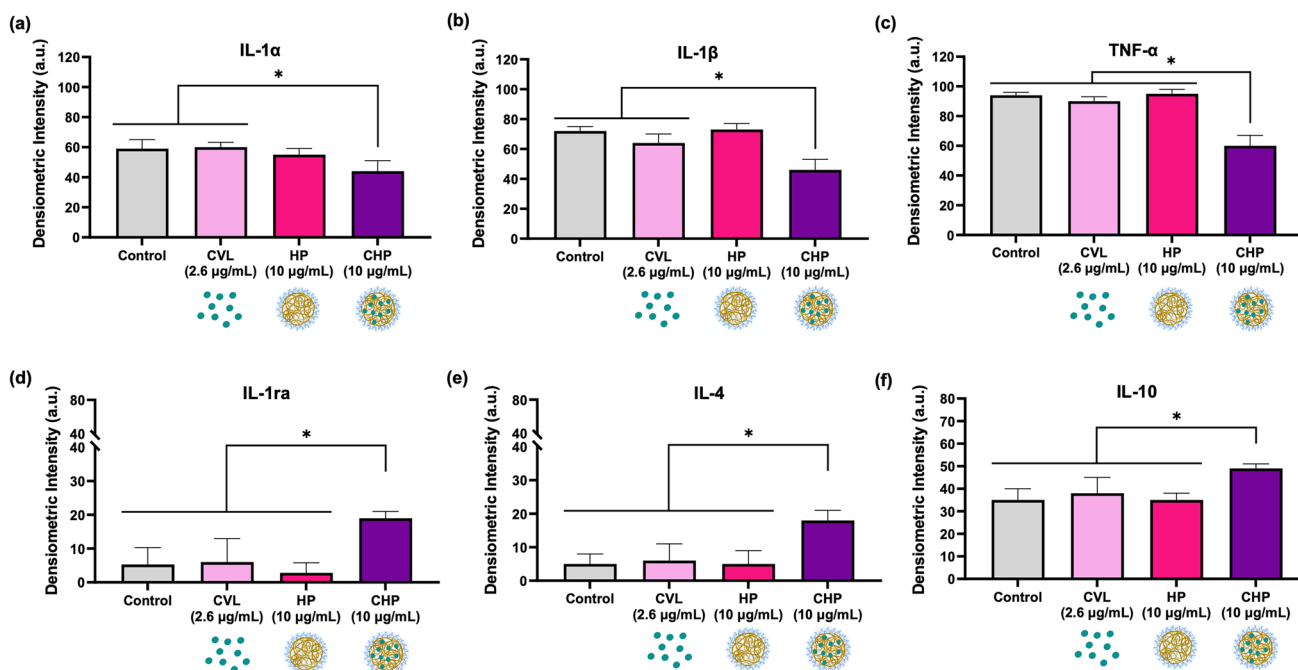 (a)
IL-1α
Densiometric Intensity (a.u.)
120
100
80
60
40
20
0
*
Control
CVL
(2.6 µg/mL)
HP
(10 µg/mL)
CHP
(10 µg/mL)
(b)
IL-1β
Densiometric Intensity (a.u.)
120
100
80
60
40
20
0
*
Control
CVL
(2.6 µg/mL)
HP
(10 µg/mL)
CHP
(10 µg/mL)
(c)
TNF-α
Densiometric Intensity (a.u.)
120
100
80
60
40
20
0
*
Control
CVL
(2.6 µg/mL)
HP
(10 µg/mL)
CHP
(10 µg/mL)
(d)
IL-1ra
Densiometric Intensity (a.u.)
80
40
40
30
20
10
0
*
Control
CVL
(2.6 µg/mL)
HP
(10 µg/mL)
CHP
(10 µg/mL)
(e)
IL-4
Densiometric Intensity (a.u.)
80
40
40
30
20
10
0
*
Control
CVL
(2.6 µg/mL)
HP
(10 µg/mL)
CHP
(10 µg/mL)
(f)
IL-10
Densiometric Intensity (a.u.)
80
70
60
50
40
30
20
10
0
*
Control
CVL
(2.6 µg/mL)
HP
(10 µg/mL)
CHP
(10 µg/mL)